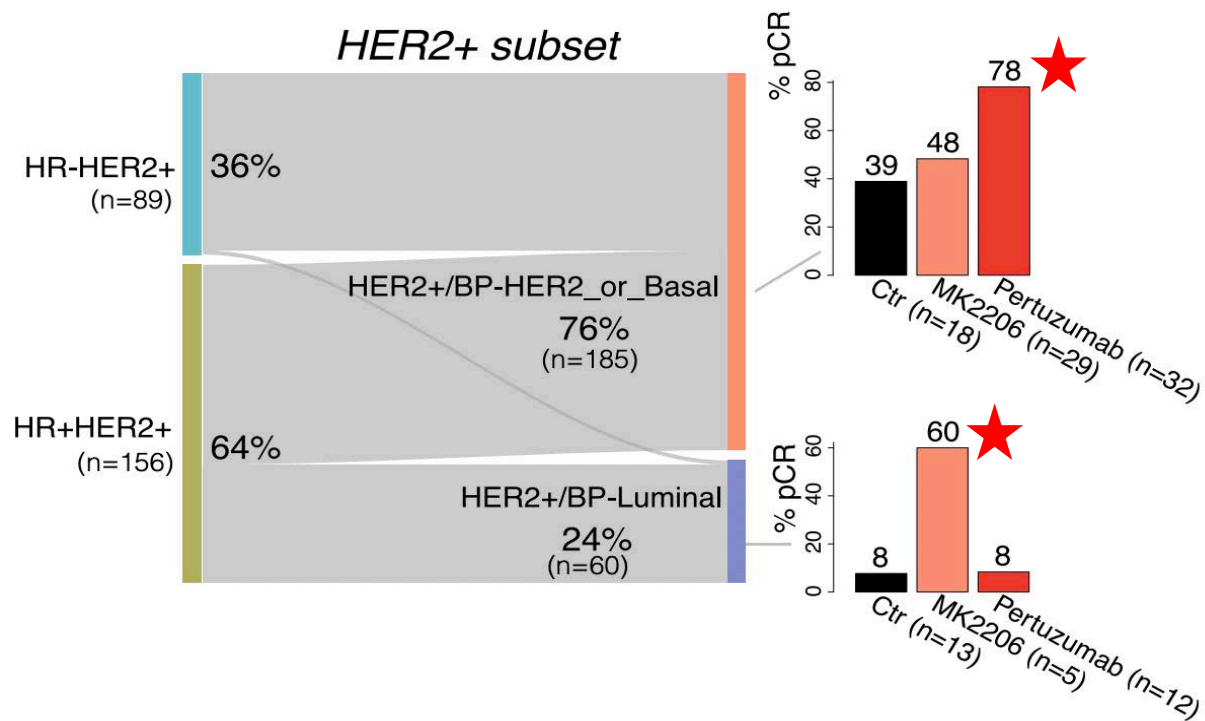 HER2+ subset
HR-HER2+
(n=89)
36%
HR+HER2+
(n=156)
64%
HER2+/BP-HER2_or_Basal
76%
(n=185)
HER2+/BP-Luminal
24%
(n=60)
% pCR
80
60
40
20
0
39
48
78
Ctr (n=18)
MK2206 (n=29)
Pertuzumab (n=32)
% pCR
60
40
20
0
8
60
8
Ctr (n=13)
MK2206 (n=5)
Pertuzumab (n=12)